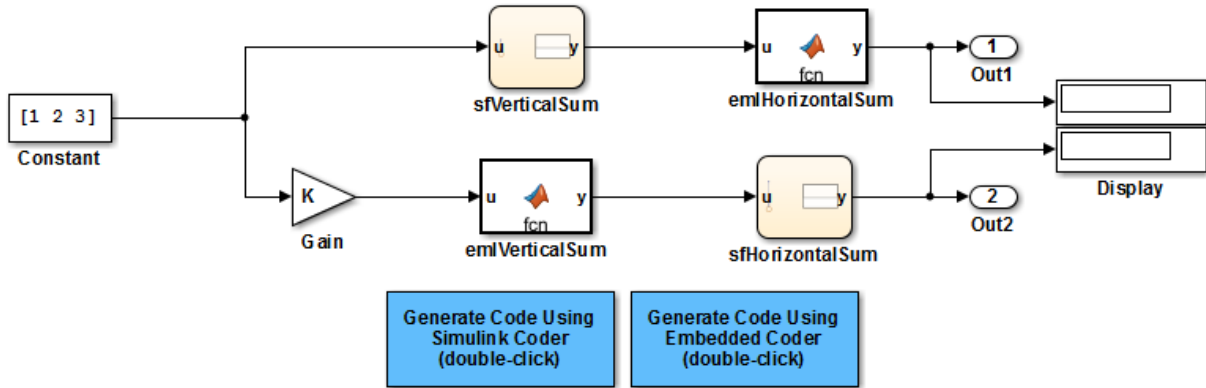 u
y
sfVerticalSum
u
y
fcn
emlHorizontalSum
1
Out1
[1 2 3]
Constant
K
Gain
u
y
fcn
emlVerticalSum
u
y
sfHorizontalSum
2
Out2
Display
Generate Code Using
Simulink Coder
(double-click)
Generate Code Using
Embedded Coder
(double-click)